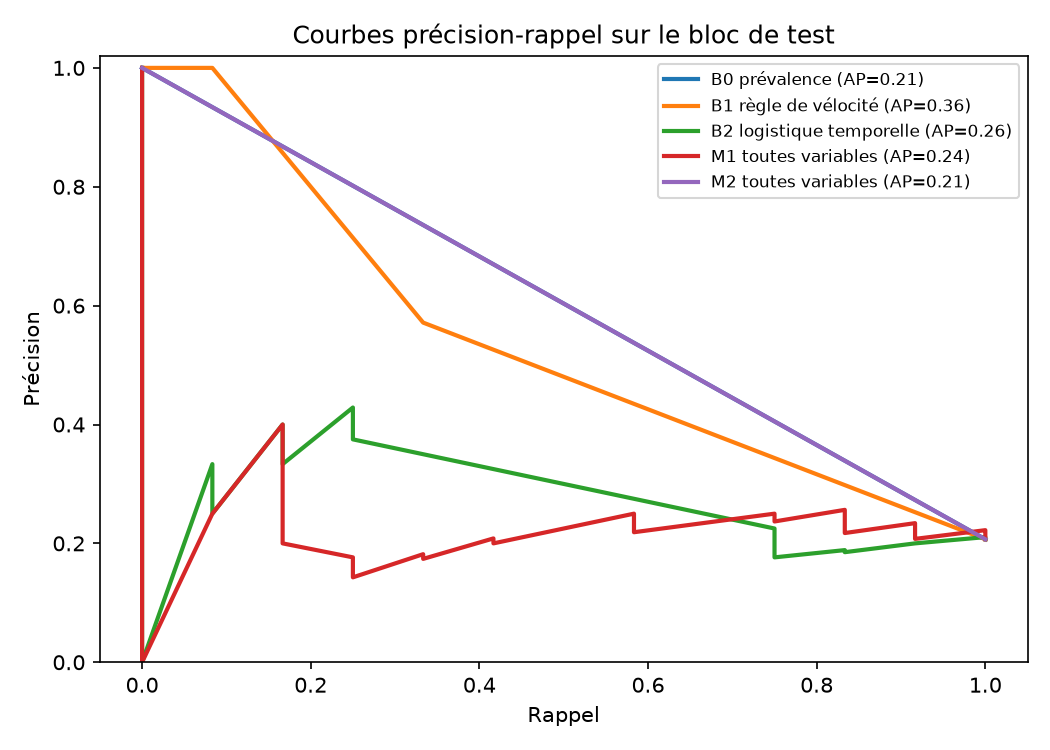 Courbes précision-rappel sur le bloc de test
B0 prévalence (AP=0.21)
B1 règle de vélocité (AP=0.36)
B2 logistique temporelle (AP=0.26)
M1 toutes variables (AP=0.24)
M2 toutes variables (AP=0.21)
Précision
1.0
0.8
0.6
0.4
0.2
0.0
0.0 0.2 0.4 0.6 0.8 1.0
Rappel